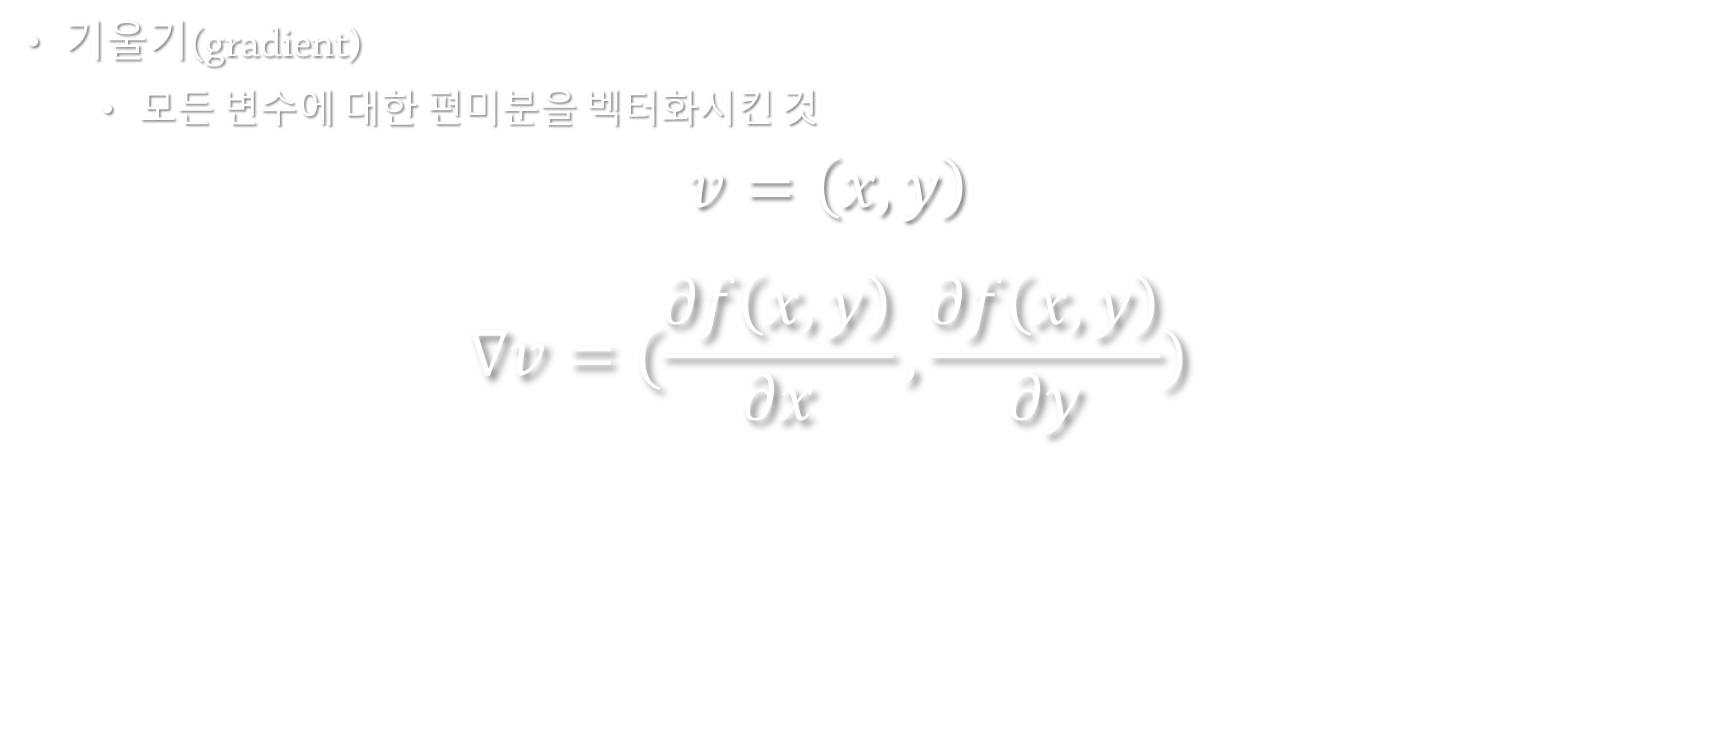 • 기울기(gradient)
• 모든 변수에 대한 편미분을 벡터화시킨 것
v = (x, y)
∇v = (∂f(x, y)/∂x, ∂f(x, y)/∂y)